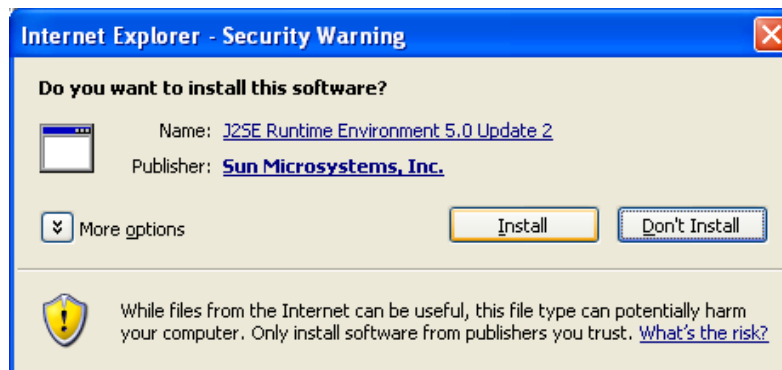 Internet Explorer - Security Warning
Do you want to install this software?
Name: J2SE Runtime Environment 5.0 Update 2
Publisher: Sun Microsystems, Inc.
More options
Install
Don't Install
While files from the Internet can be useful, this file type can potentially harm
your computer. Only install software from publishers you trust. What's the risk?